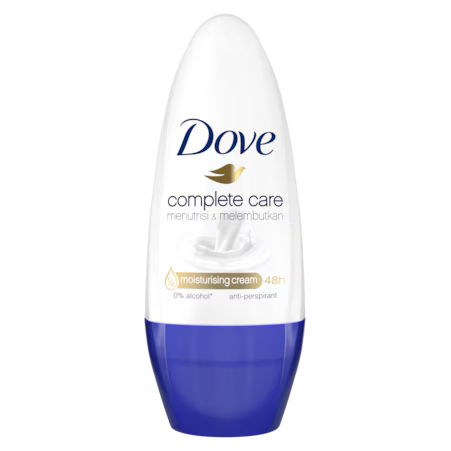 Dove
complete care
menutrisi & melembutkan
moisturising cream 48h
0% alcohol* anti-perspirant